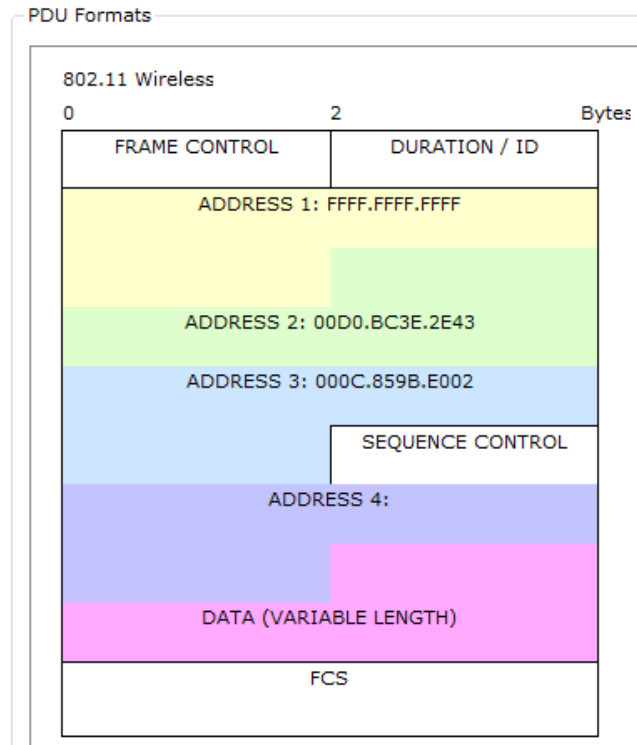 PDU Formats
802.11 Wireless
0 2 Bytes
FRAME CONTROL DURATION / ID
ADDRESS 1: FFFF.FFFF.FFFF
ADDRESS 2: 00D0.BC3E.2E43
ADDRESS 3: 000C.859B.E002
SEQUENCE CONTROL
ADDRESS 4:
DATA (VARIABLE LENGTH)
FCS